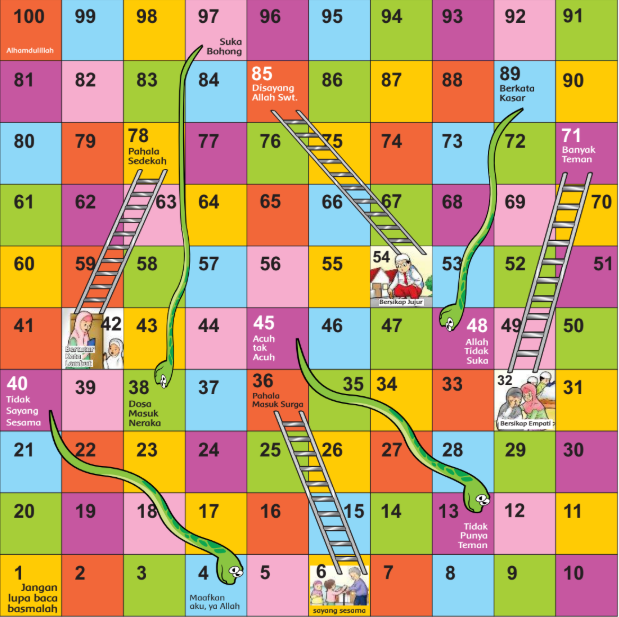 100 99 98 97 96 95 94 93 92 91
Alhamdulillah
Suka
Bohong
81 82 83 84 85 86 87 88 89 90
Disayang
Allah Swt.
Berkata
Kasar
80 79 78 77 76 75 74 73 72 71
Pahala
Sedekah
Banyak
Teman
61 62 63 64 65 66 67 68 69 70
60 59 58 57 56 55 54 53 52 51
Bersikap Jujur
41 42 43 44 45 46 47 48 49 50
Bertutur
Kata
Lembut
Acuh
tak
Acuh
Allah
Tidak
Suka
40 39 38 37 36 35 34 33 32 31
Tidak
Sayang
Sesama
Dosa
Masuk
Neraka
Pahala
Masuk Surga
Bersikap Empati
21 22 23 24 25 26 27 28 29 30
20 19 18 17 16 15 14 13 12 11
Tidak
Punya
Teman
1 2 3 4 5 6 7 8 9 10
Jangan
lupa baca
basmalah
Maafkan
aku, ya Allah
sayang sesama